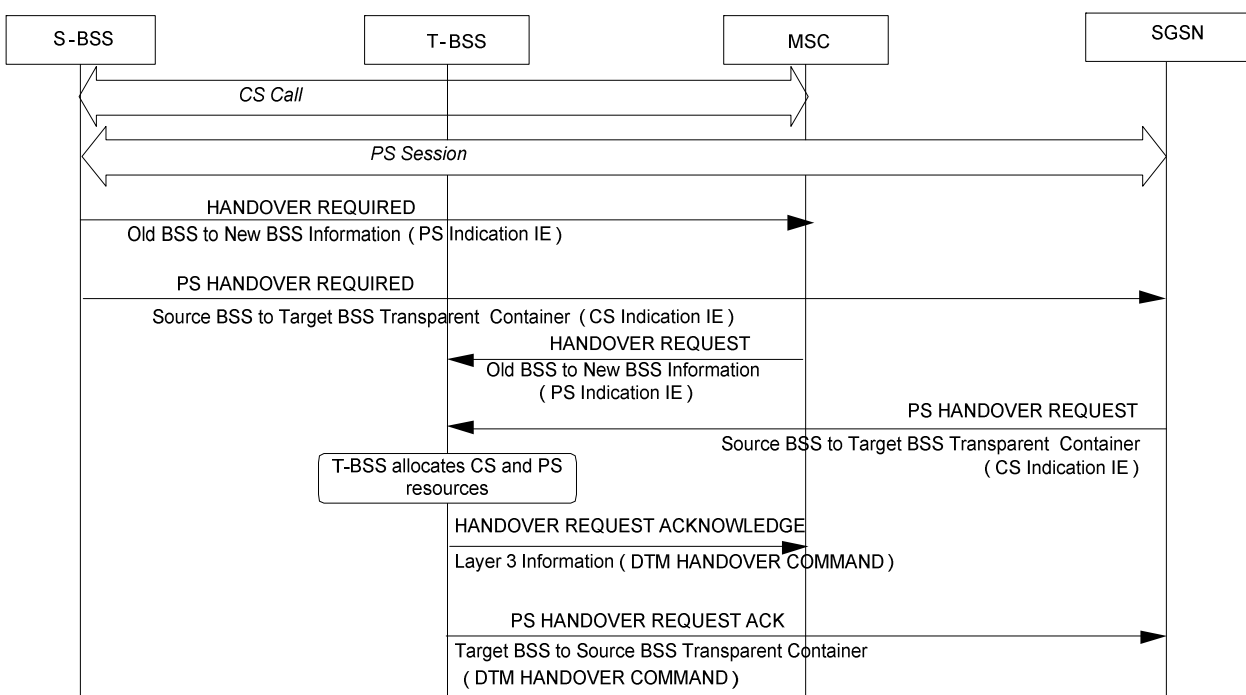 S-BSS
T-BSS
MSC
SGSN
CS Call
PS Session
HANDOVER REQUIRED
Old BSS to New BSS Information ( PS Indication IE )
PS HANDOVER REQUIRED
Source BSS to Target BSS Transparent Container ( CS Indication IE )
HANDOVER REQUEST
Old BSS to New BSS Information
( PS Indication IE )
PS HANDOVER REQUEST
Source BSS to Target BSS Transparent Container
( CS Indication IE )
T-BSS allocates CS and PS
resources
HANDOVER REQUEST ACKNOWLEDGE
Layer 3 Information ( DTM HANDOVER COMMAND )
PS HANDOVER REQUEST ACK
Target BSS to Source BSS Transparent Container
( DTM HANDOVER COMMAND )